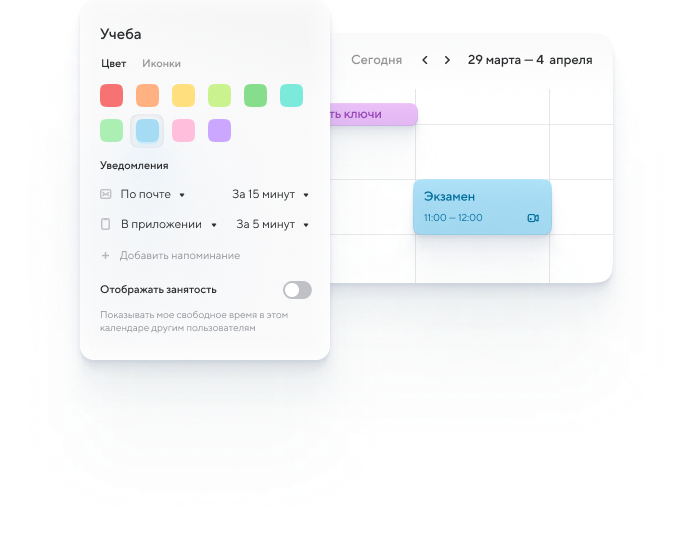 Учеба
Цвет Иконки
Уведомления
По почте За 15 минут
В приложении За 5 минут
Добавить напоминание
Отображать занятость
Показывать мое свободное время в этом
календаре другим пользователям
Сегодня 29 марта — 4 апреля
ть ключи
Экзамен
11:00 — 12:00